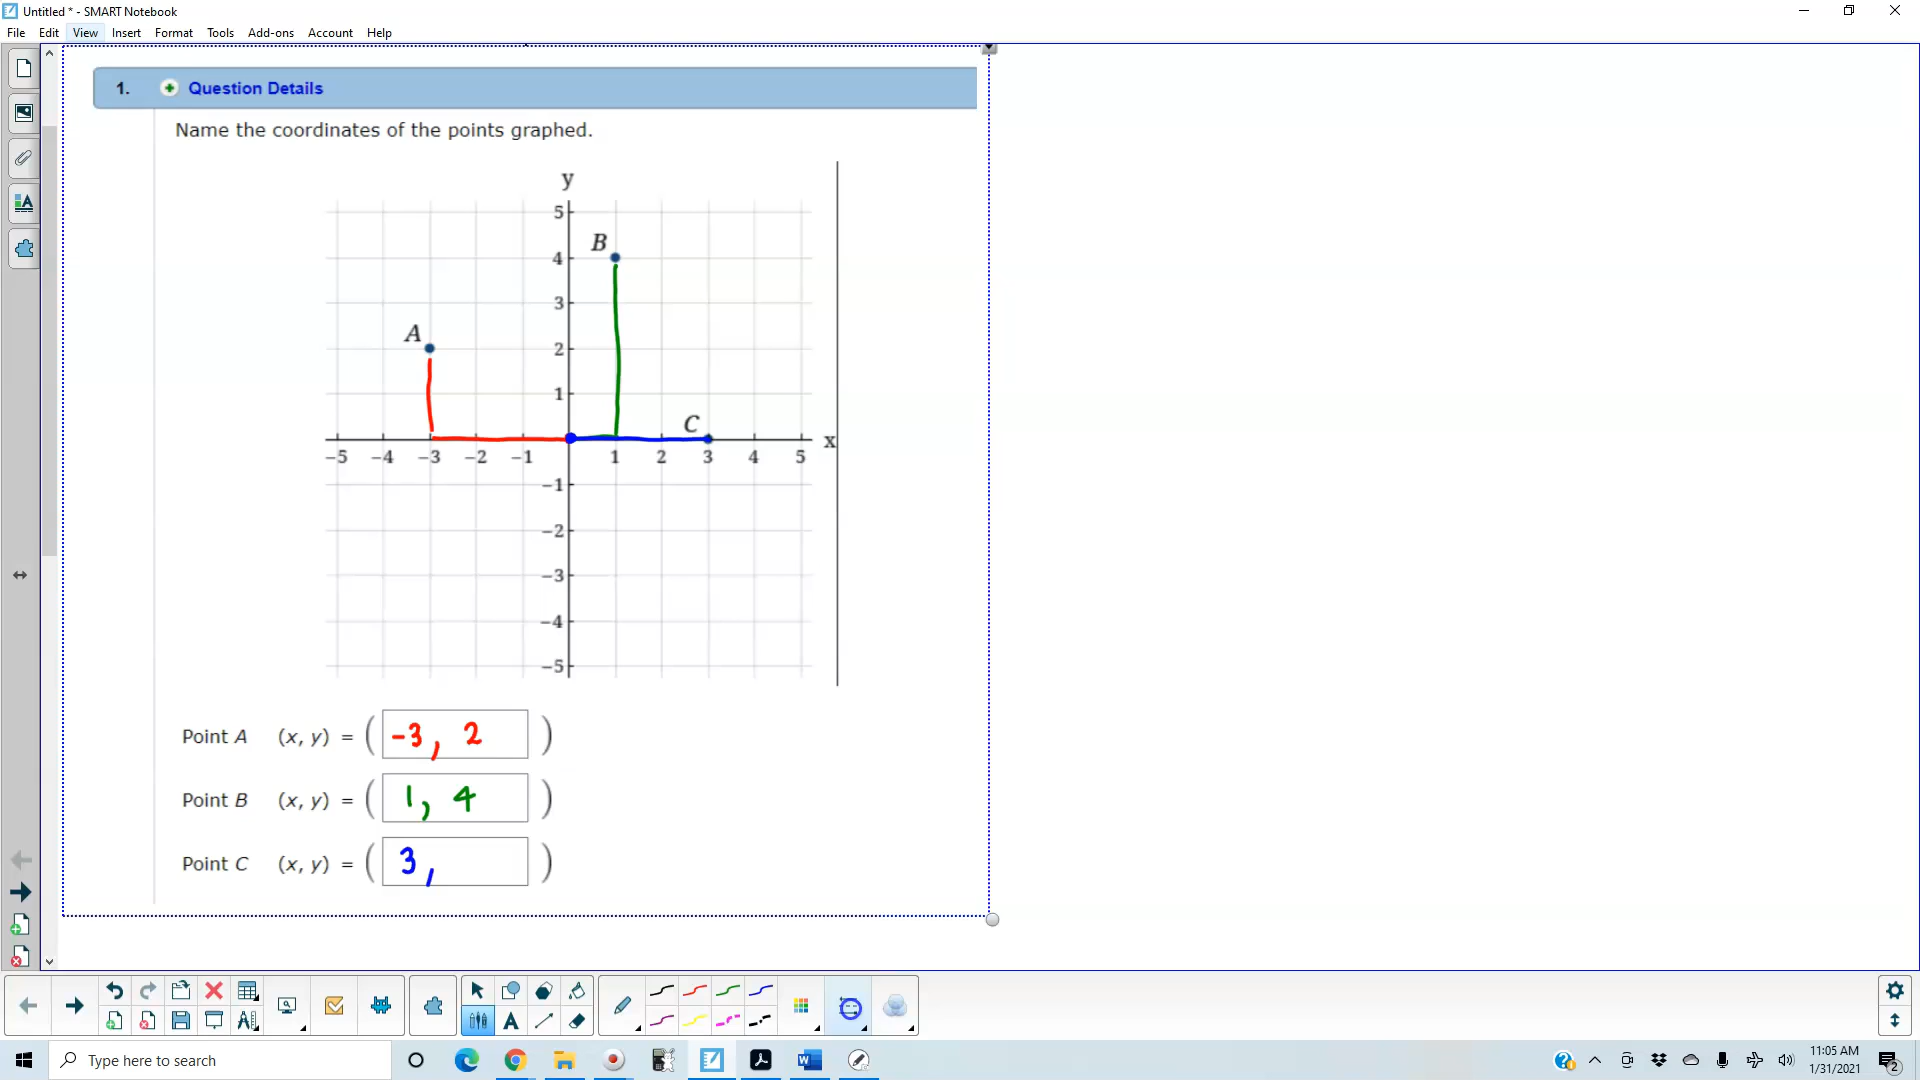 Untitled * - SMART Notebook
File Edit View Insert Format Tools Add-ons Account Help
1. Question Details
Name the coordinates of the points graphed.
y
5
B
4
3
A
2
1
C
x
-5 -4 -3 -2 -1 1 2 3 4 5
-1
-2
-3
-4
-5
Point A (x, y) = ( -3, 2 )
Point B (x, y) = ( 1, 4 )
Point C (x, y) = ( 3, )
Type here to search
11:05 AM
1/31/2021
2